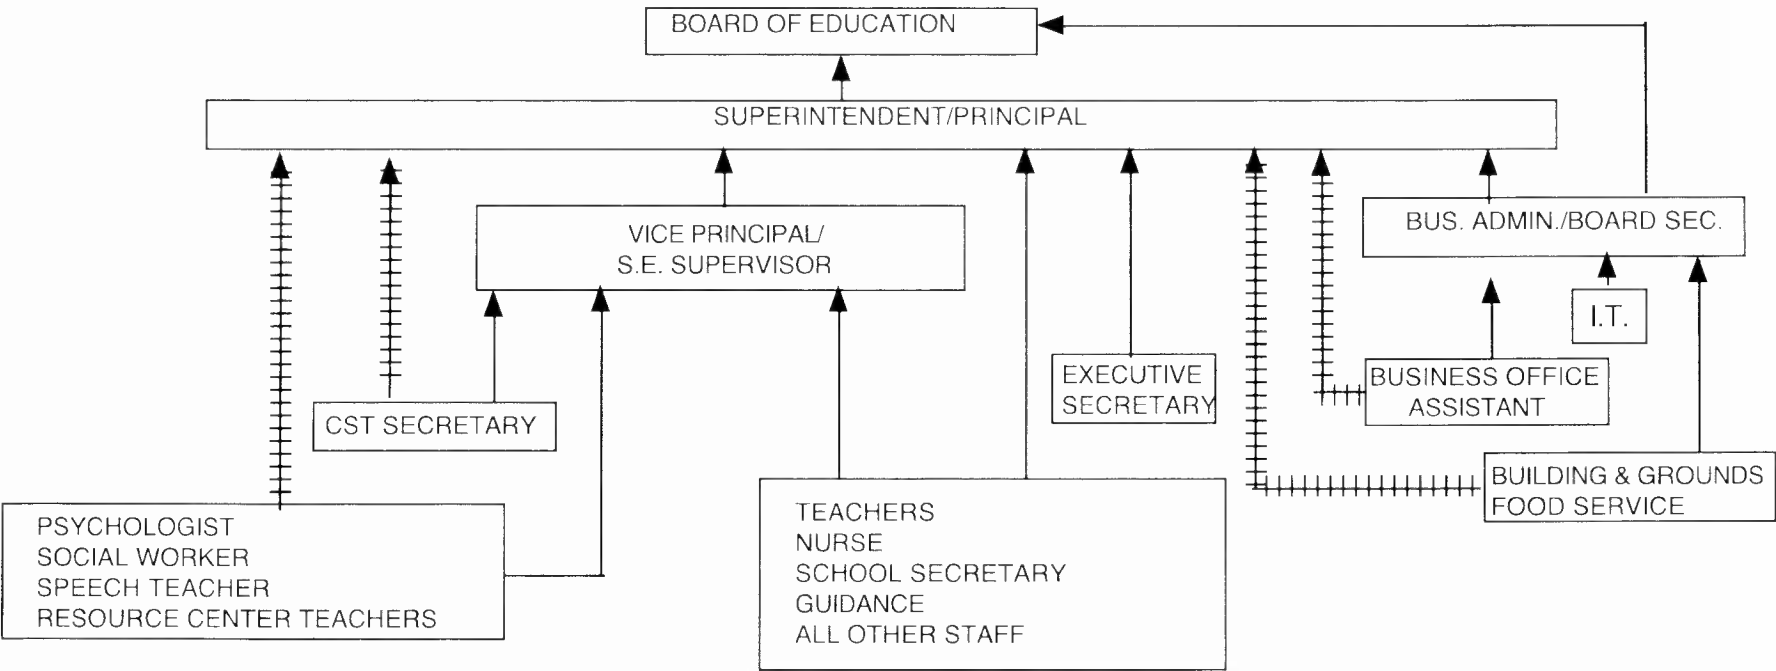 BOARD OF EDUCATION
SUPERINTENDENT/PRINCIPAL
VICE PRINCIPAL/
S.E. SUPERVISOR
BUS. ADMIN./BOARD SEC.
I.T.
EXECUTIVE
SECRETARY
BUSINESS OFFICE
ASSISTANT
CST SECRETARY
BUILDING & GROUNDS
FOOD SERVICE
PSYCHOLOGIST
SOCIAL WORKER
SPEECH TEACHER
RESOURCE CENTER TEACHERS
TEACHERS
NURSE
SCHOOL SECRETARY
GUIDANCE
ALL OTHER STAFF